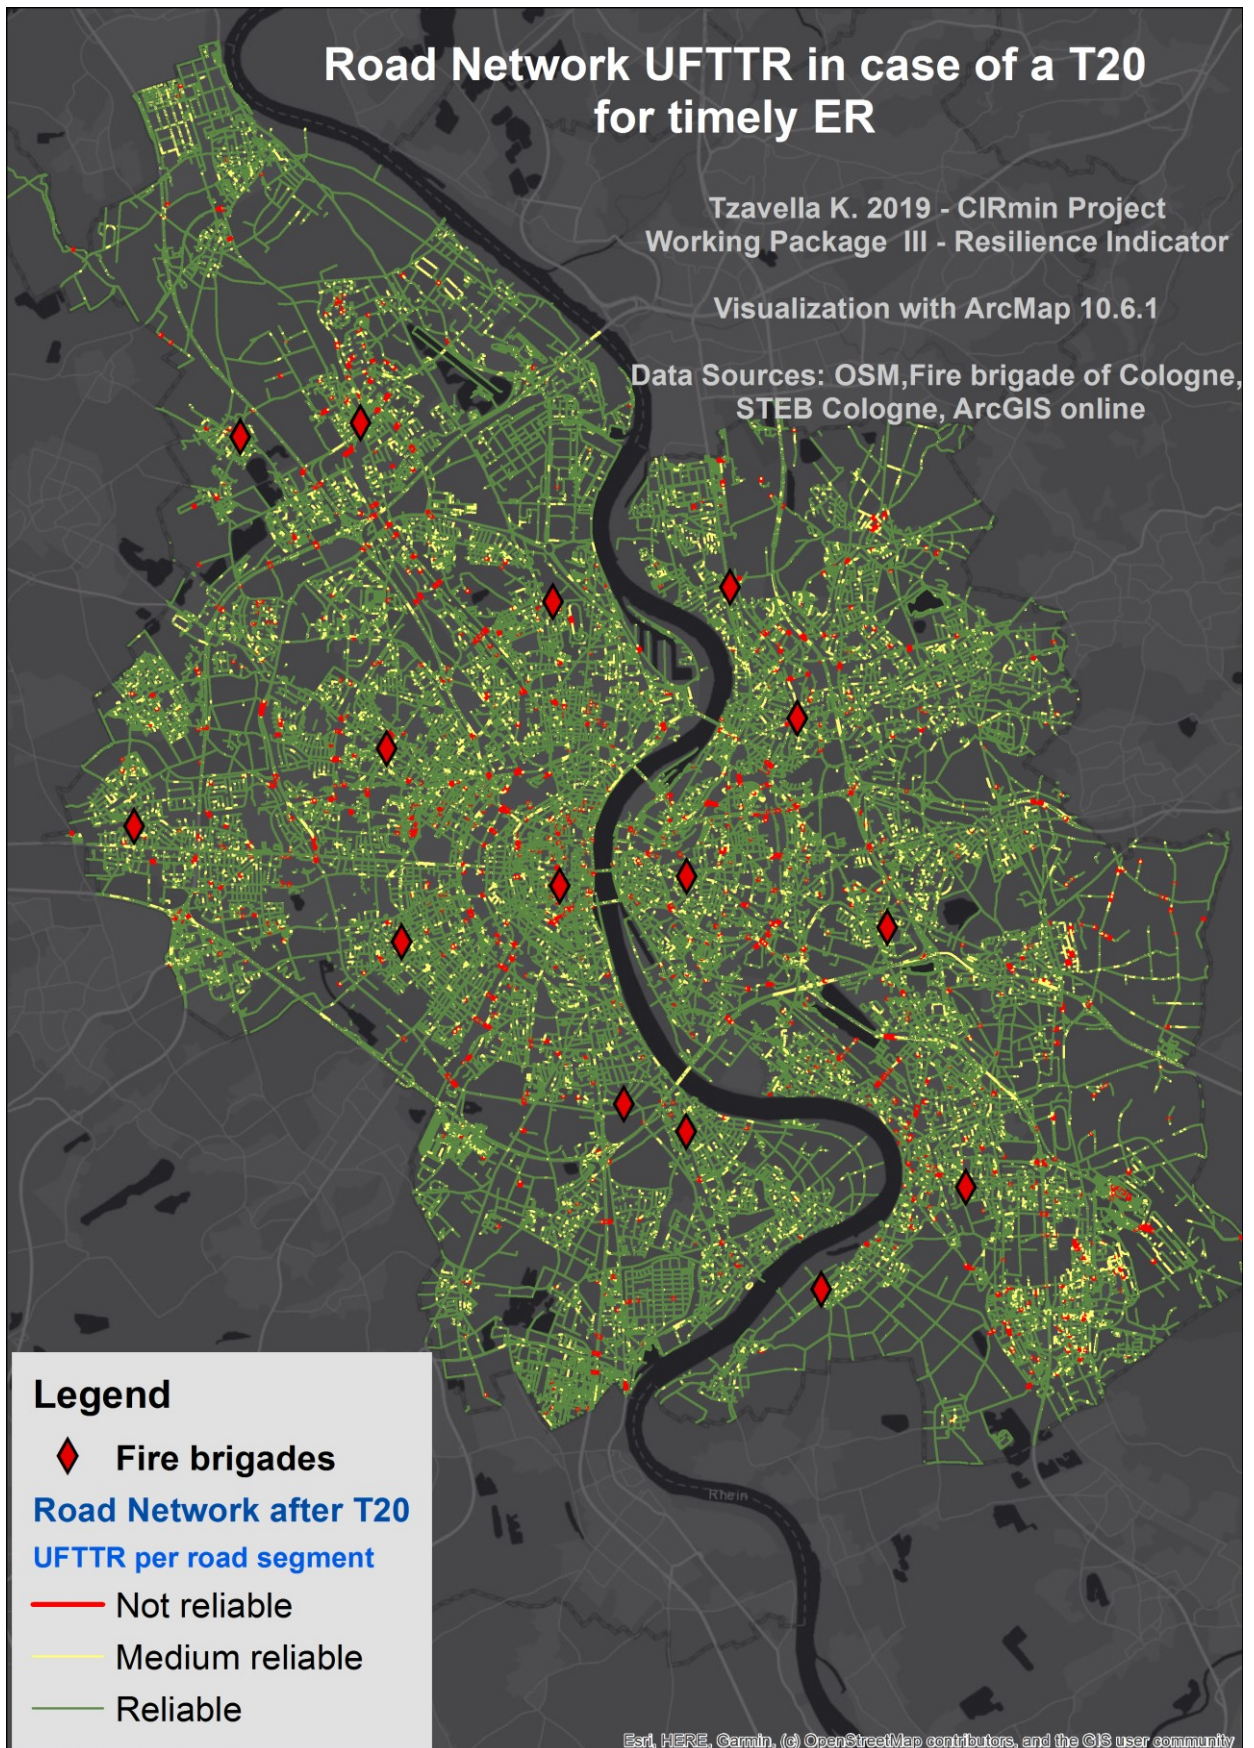 Road Network UFTTR in case of a T20
for timely ER
Tzavella K. 2019 - CIRmin Project
Working Package III - Resilience Indicator
Visualization with ArcMap 10.6.1
Data Sources: OSM,Fire brigade of Cologne,
STEB Cologne, ArcGIS online
Legend
Fire brigades
Road Network after T20
UFTTR per road segment
Not reliable
Medium reliable
Reliable
Rhein
Esri, HERE, Garmin, (c) OpenStreetMap contributors, and the GIS user community